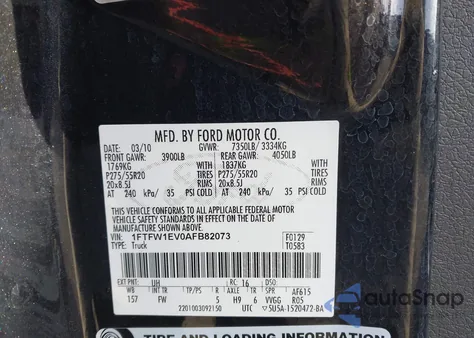 MFD. BY FORD MOTOR CO.
03/10 GVWR: 7350LB/ 3334KG
FRONT GAWR: 3900LB REAR GAWR: 4050LB
1769KG WITH 1837KG WITH
P275/55R20 TIRES P275/55R20 TIRES
20x8.5J RIMS 20x8.5J RIMS
AT 240 kPa/ 35 PSI COLD AT 240 kPa/ 35 PSI COLD
THIS VEHICLE CONFORMS TO ALL APPLICABLE FEDERAL MOTOR
VEHICLE SAFETY STANDARDS IN EFFECT ON THE DATE OF
MANUFACTURE SHOWN ABOVE.
VIN: 1FTFW1EV0AFB82073 F0129
TYPE: Truck T0583
EXT PNT: UH RC: 16 DSO:
WB INT TR TP/PS R AXLE TR SPR AF615
157 FW 5 H9 6 VVGG R05
2201003092150 UTC 5U5A-1520472-BA
autoSnap
TIRE AND LOADING INFORMATION